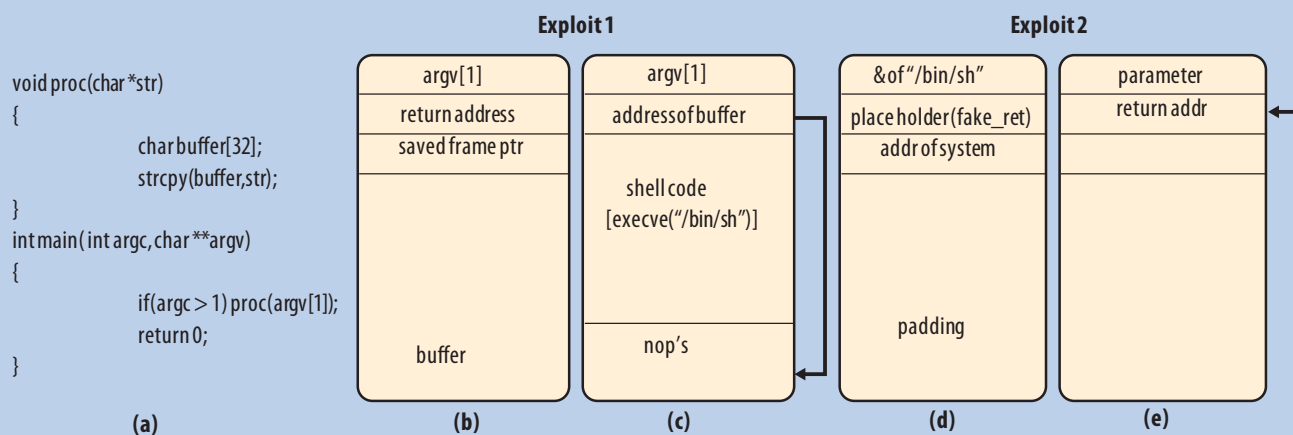 Exploit 1
Exploit 2
void proc(char *str)
{
char buffer[32];
strcpy(buffer,str);
}
int main( int argc, char **argv)
{
if(argc > 1) proc(argv[1]);
return 0;
}
(a)
argv[1]
return address
saved frame ptr
buffer
(b)
argv[1]
address of buffer
shell code
[execve("/bin/sh")]
nop's
(c)
& of "/bin/sh"
place holder (fake_ret)
addr of system
padding
(d)
parameter
return addr
(e)